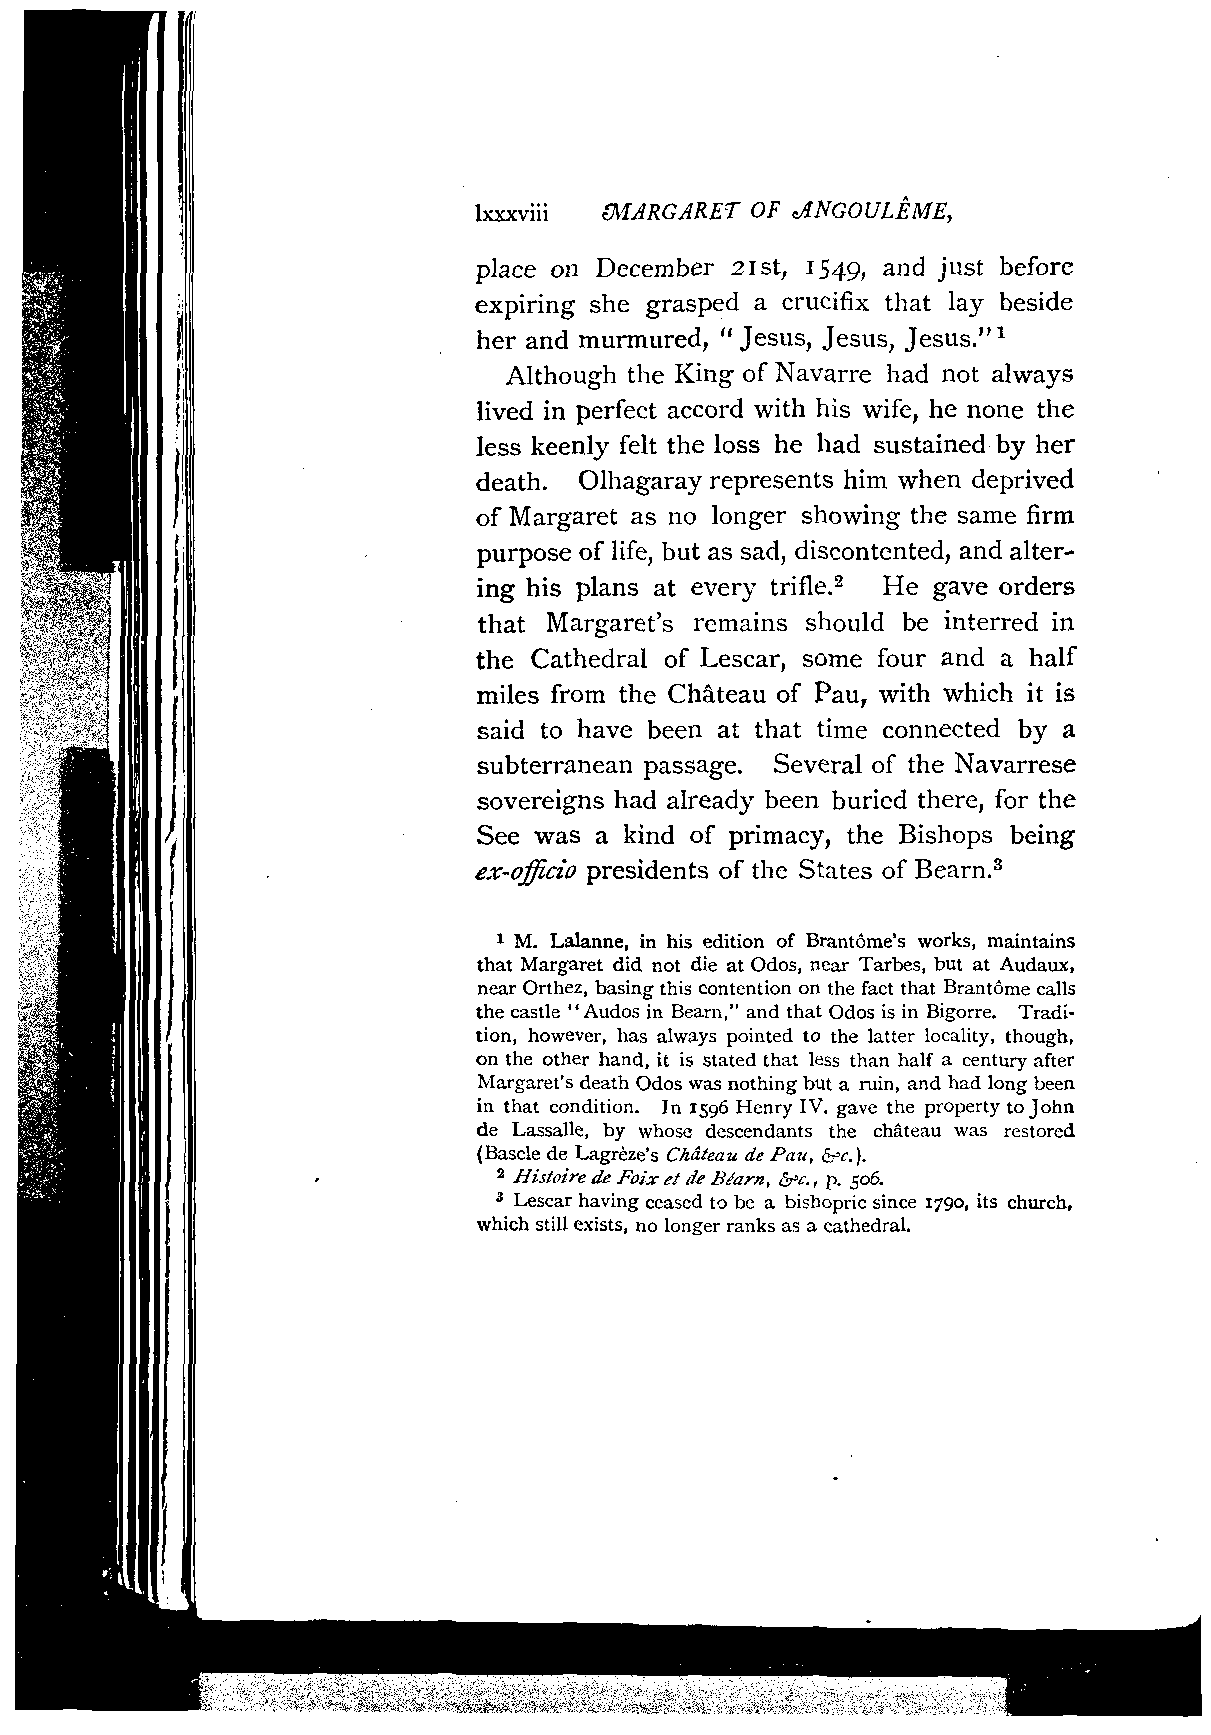 lxxxviii MARGARET OF ANGOULÊME,
place on December 21st, 1549, and just before
expiring she grasped a crucifix that lay beside
her and murmured, "Jesus, Jesus, Jesus."¹
Although the King of Navarre had not always
lived in perfect accord with his wife, he none the
less keenly felt the loss he had sustained by her
death. Olhagaray represents him when deprived
of Margaret as no longer showing the same firm
purpose of life, but as sad, discontented, and alter-
ing his plans at every trifle.² He gave orders
that Margaret's remains should be interred in
the Cathedral of Lescar, some four and a half
miles from the Château of Pau, with which it is
said to have been at that time connected by a
subterranean passage. Several of the Navarrese
sovereigns had already been buried there, for the
See was a kind of primacy, the Bishops being
ex-officio presidents of the States of Bearn.³
¹ M. Lalanne, in his edition of Brantôme's works, maintains
that Margaret did not die at Odos, near Tarbes, but at Audaux,
near Orthez, basing this contention on the fact that Brantôme calls
the castle "Audos in Bearn," and that Odos is in Bigorre. Tradi-
tion, however, has always pointed to the latter locality, though,
on the other hand, it is stated that less than half a century after
Margaret's death Odos was nothing but a ruin, and had long been
in that condition. In 1596 Henry IV. gave the property to John
de Lassalle, by whose descendants the château was restored
(Bascle de Lagrèze's Château de Pau, &c.).
² Histoire de Foix et de Béarn, &c., p. 506.
³ Lescar having ceased to be a bishopric since 1790, its church,
which still exists, no longer ranks as a cathedral.